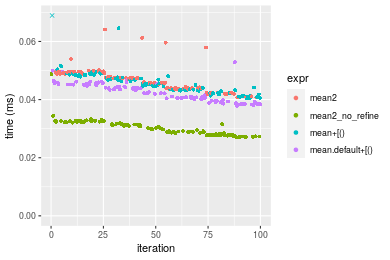 0.06
0.04
0.02
0.00
time (ms)
0
25
50
75
100
iteration
expr
mean2
mean2_no_refine
mean+[()
mean.default+[()